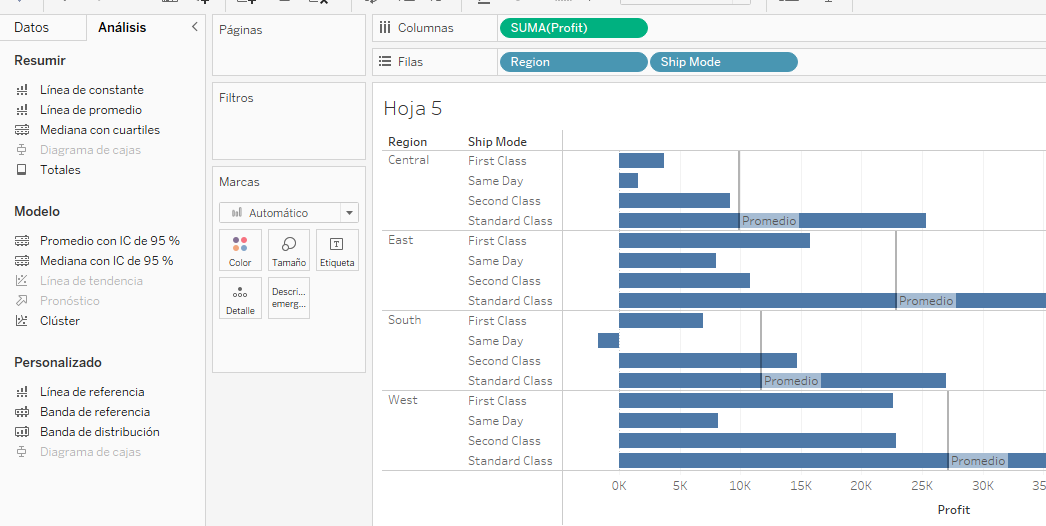 Datos
Análisis
Resumir
Línea de constante
Línea de promedio
Mediana con cuartiles
Diagrama de cajas
Totales
Modelo
Promedio con IC de 95 %
Mediana con IC de 95 %
Línea de tendencia
Pronóstico
Clúster
Personalizado
Línea de referencia
Banda de referencia
Banda de distribución
Diagrama de cajas
Páginas
Filtros
Marcas
Automático
Color
Tamaño
Etiqueta
Detalle
Descri...
emerg...
Columnas
SUMA(Profit)
Filas
Region
Ship Mode
Hoja 5
Region
Ship Mode
Central
First Class
Same Day
Second Class
Standard Class
Promedio
East
First Class
Same Day
Second Class
Standard Class
Promedio
South
First Class
Same Day
Second Class
Standard Class
Promedio
West
First Class
Same Day
Second Class
Standard Class
Promedio
0K
5K
10K
15K
20K
25K
30K
35
Profit